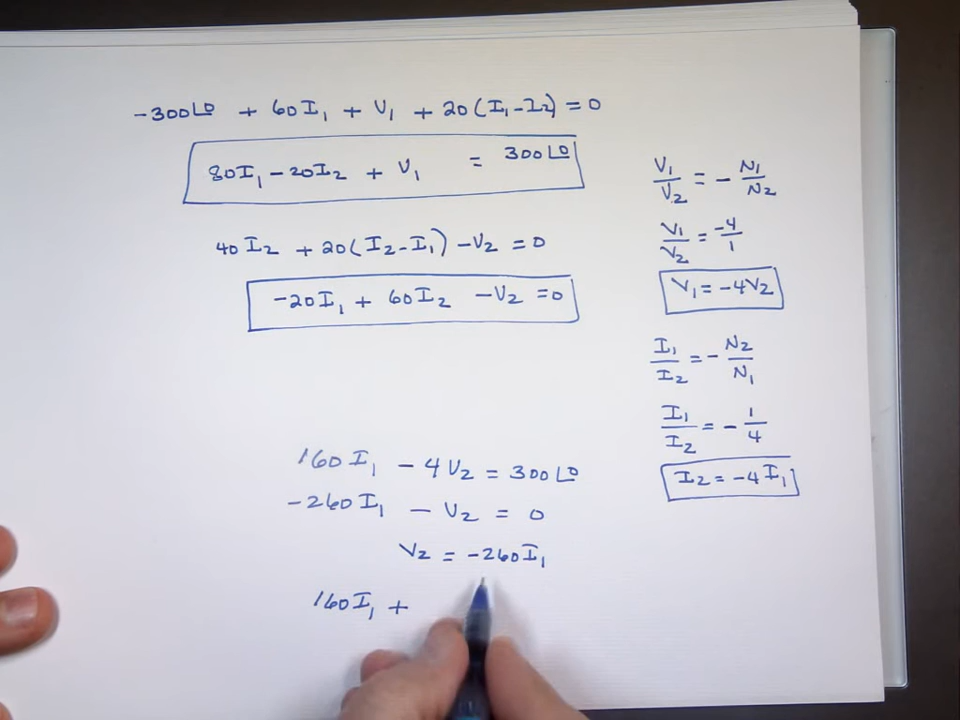 -300∠0 + 60I₁ + V₁ + 20(I₁-I₂) = 0
80I₁ - 20I₂ + V₁ = 300∠0
40I₂ + 20(I₂-I₁) - V₂ = 0
-20I₁ + 60I₂ - V₂ = 0
160I₁ - 4V₂ = 300∠0
-260I₁ - V₂ = 0
V₂ = -260I₁
160I₁ +
V₁/V₂ = - N₁/N₂
V₁/V₂ = -4/1
V₁ = -4V₂
I₁/I₂ = - N₂/N₁
I₁/I₂ = - 1/4
I₂ = -4I₁